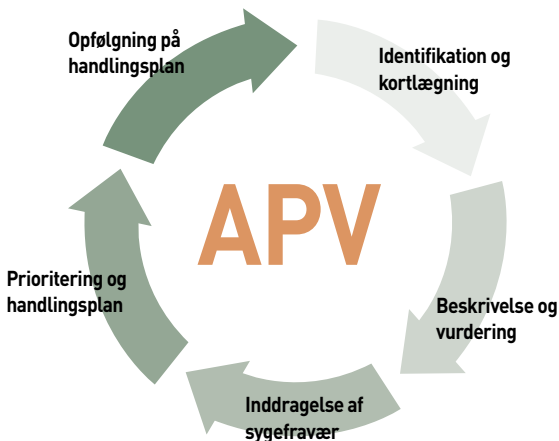 Opfølgning på
handlingsplan
Identifikation og
kortlægning
APV
Prioritering og
handlingsplan
Beskrivelse og
vurdering
Inddragelse af
sygefravær